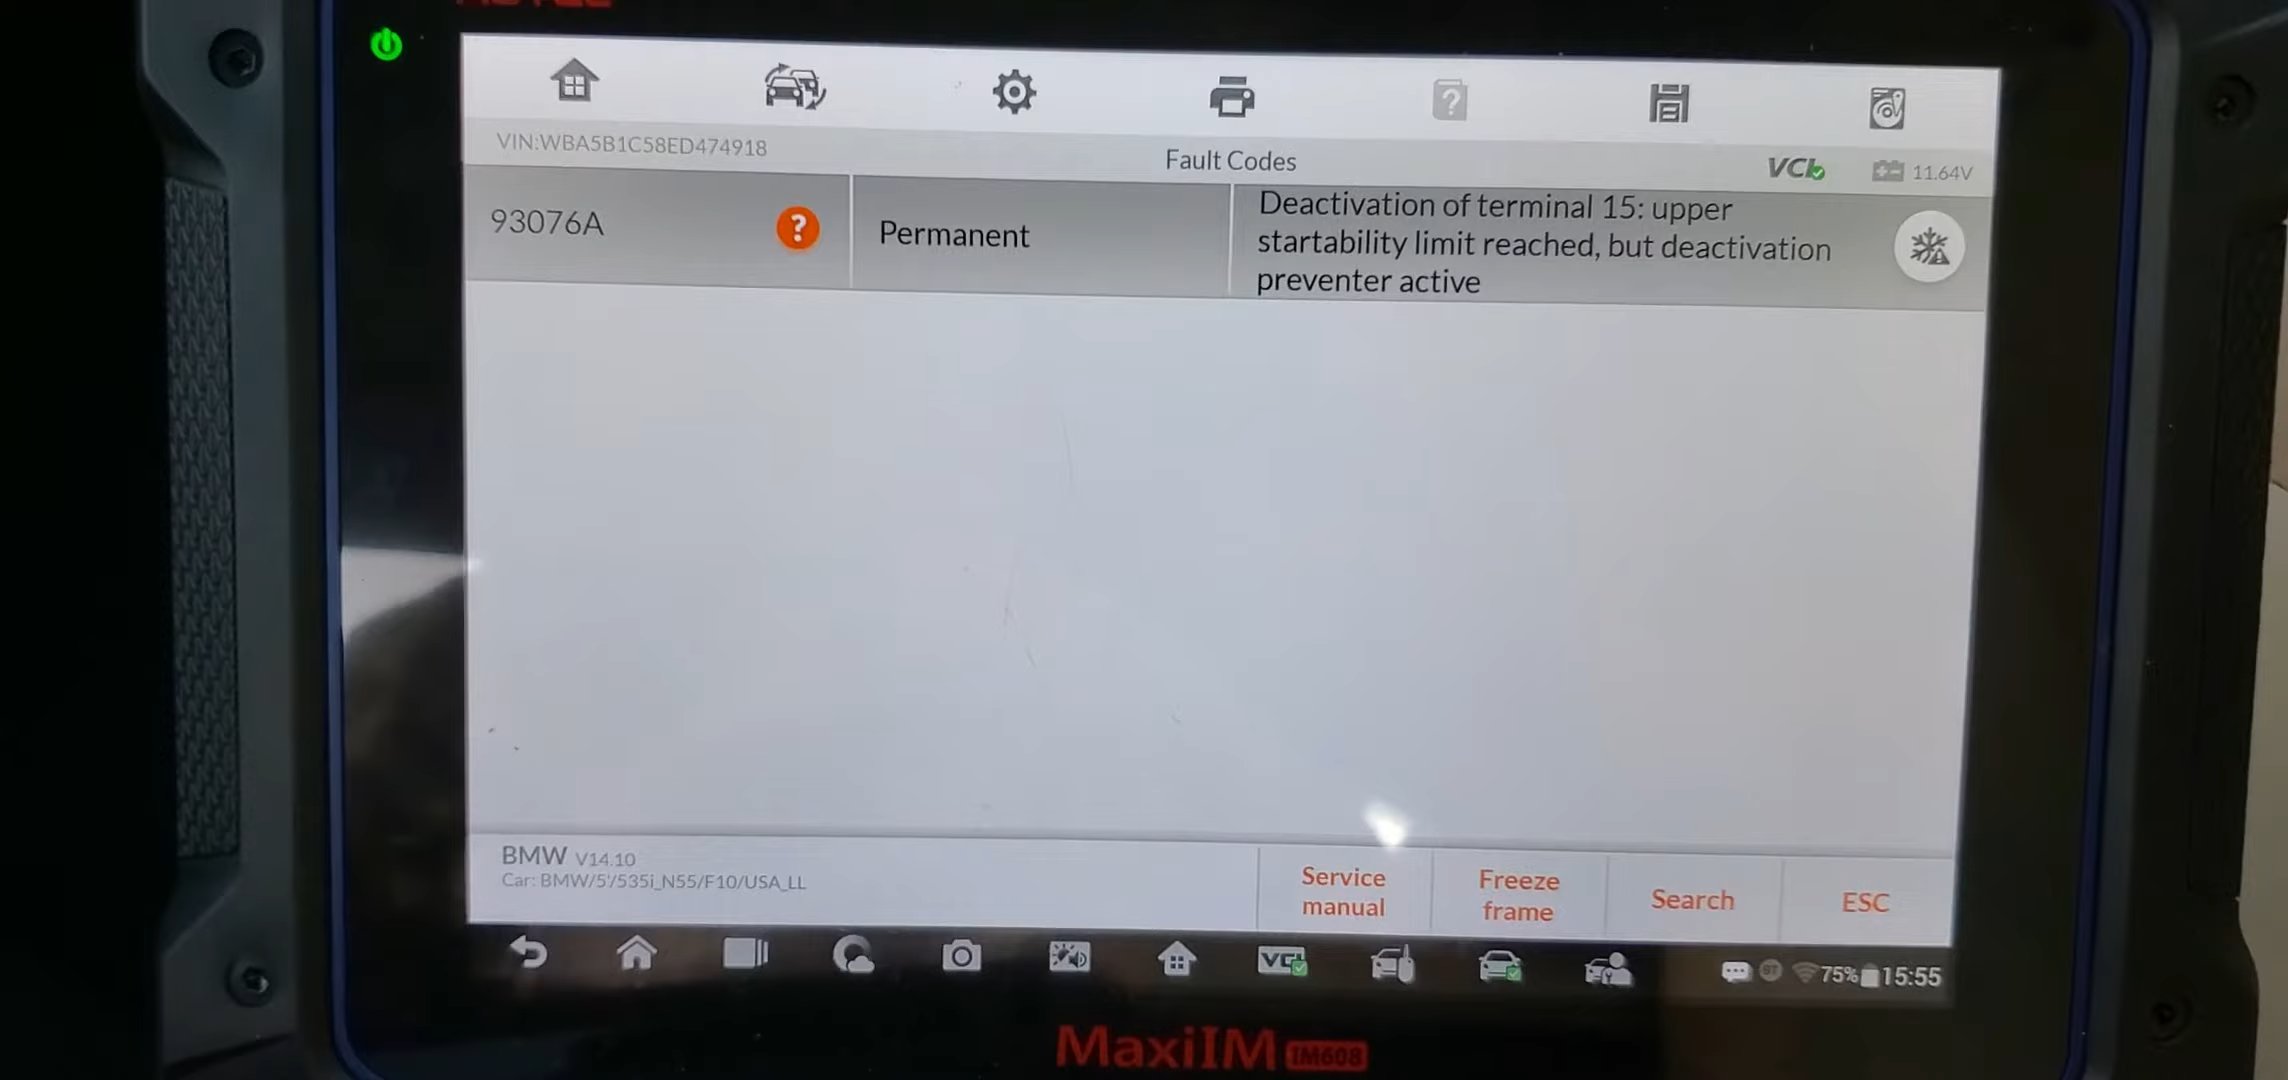 VIN:WBA5B1C58ED474918
Fault Codes
VCI
11.64V
93076A
?
Permanent
Deactivation of terminal 15: upper
startability limit reached, but deactivation
preventer active
BMW V14.10
Car: BMW/5'/535i_N55/F10/USA_LL
Service
manual
Freeze
frame
Search
ESC
VCI
BT
75%
15:55
MaxiIM IM608